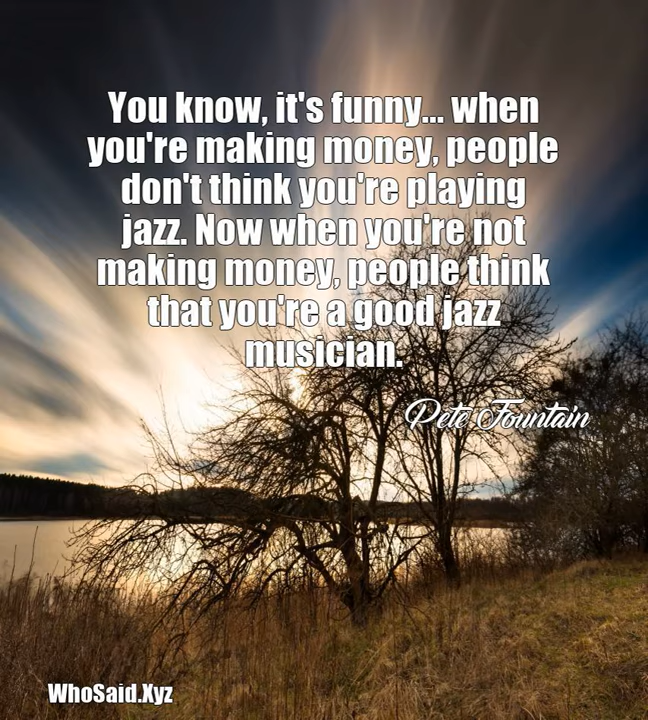 You know, it's funny... when
you're making money, people
don't think you're playing
jazz. Now when you're not
making money, people think
that you're a good jazz
musician.
Pete Fountain
WhoSaid.Xyz